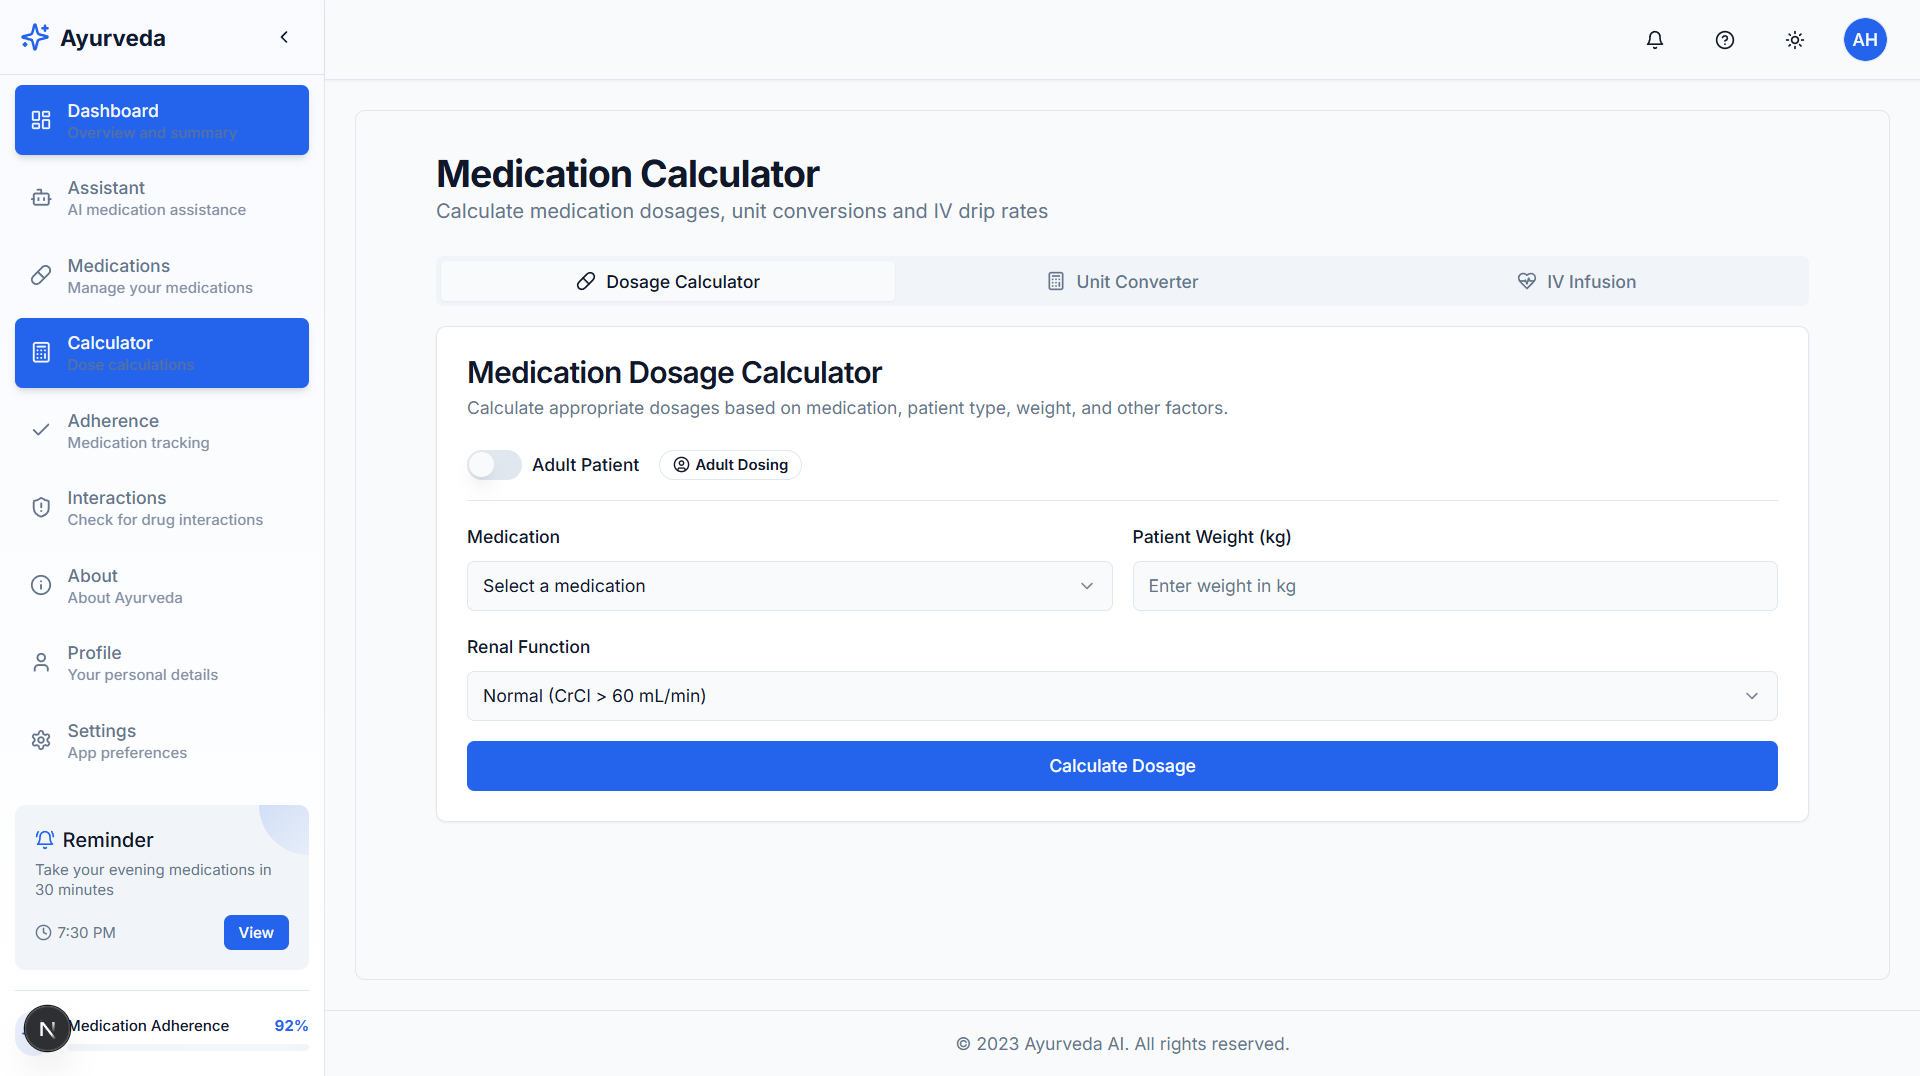 Ayurveda
AH
Dashboard
Overview and summary
Assistant
AI medication assistance
Medications
Manage your medications
Calculator
Dose calculations
Adherence
Medication tracking
Interactions
Check for drug interactions
About
About Ayurveda
Profile
Your personal details
Settings
App preferences
Reminder
Take your evening medications in
30 minutes
7:30 PM
View
N
Medication Adherence
92%
Medication Calculator
Calculate medication dosages, unit conversions and IV drip rates
Dosage Calculator
Unit Converter
IV Infusion
Medication Dosage Calculator
Calculate appropriate dosages based on medication, patient type, weight, and other factors.
Adult Patient
Adult Dosing
Medication
Patient Weight (kg)
Select a medication
Enter weight in kg
Renal Function
Normal (CrCl > 60 mL/min)
Calculate Dosage
© 2023 Ayurveda AI. All rights reserved.